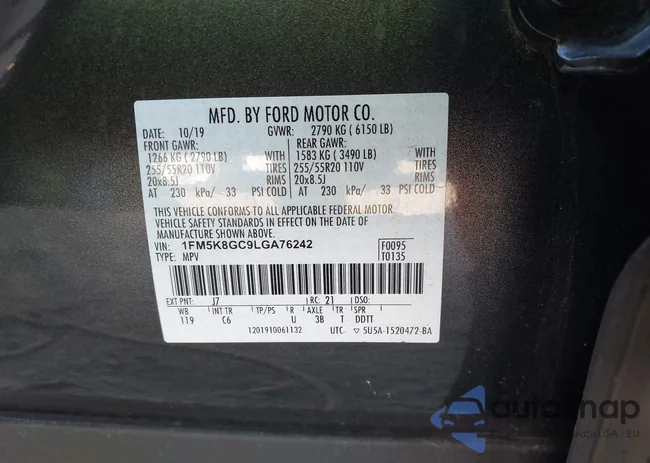 MFD. BY FORD MOTOR CO.
DATE: 10/19 GVWR: 2790 KG ( 6150 LB)
FRONT GAWR: REAR GAWR:
1266 KG ( 2790 LB) WITH 1583 KG ( 3490 LB) WITH
255/55R20 110V TIRES 255/55R20 110V TIRES
20x8.5J RIMS 20x8.5J RIMS
AT 230 kPa/ 33 PSI COLD AT 230 kPa/ 33 PSI COLD
THIS VEHICLE CONFORMS TO ALL APPLICABLE FEDERAL MOTOR
VEHICLE SAFETY STANDARDS IN EFFECT ON THE DATE OF
MANUFACTURE SHOWN ABOVE.
VIN: 1FM5K8GC9LGA76242 F0095
TYPE: MPV T0135
EXT PNT: J7 RC: 21 DSO:
WB INT TR TP/PS R AXLE TR SPR
119 C6 U 3B T DDTT
1201910061132 UTC- ▽ 5U5A-1520472-BA
automap
USA - EU